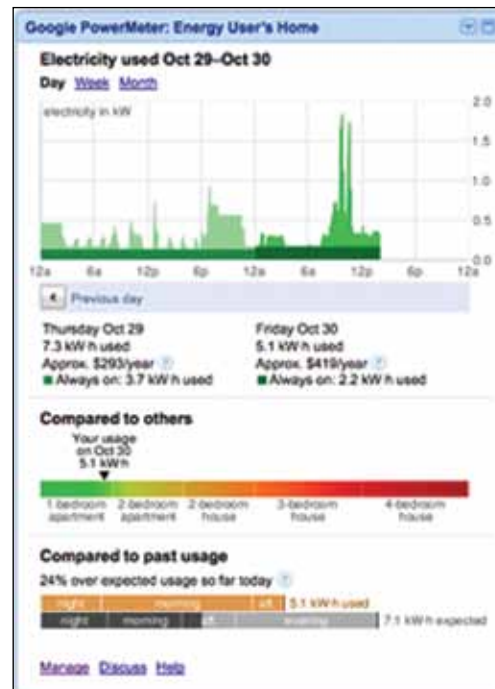 Google PowerMeter: Energy User's Home
Electricity used Oct 29–Oct 30
Day Week Month
electricity in kW
2.0
1.5
1.0
0.5
0.0
12a 6a 12p 6p 12a 6a 12p 6p 12a
Previous day
Thursday Oct 29
7.3 kW·h used
Approx. $293/year ?
Always on: 3.7 kW·h used
Friday Oct 30
5.1 kW·h used
Approx. $419/year ?
Always on: 2.2 kW·h used
Compared to others
Your usage
on Oct 30
5.1 kW·h
1-bedroom apartment
2-bedroom apartment
2-bedroom house
3-bedroom house
4-bedroom house
Compared to past usage
24% over expected usage so far today ?
night morning aft. 5.1 kW·h used
night morning aft. evening 7.1 kW·h expected
Manage Discuss Help